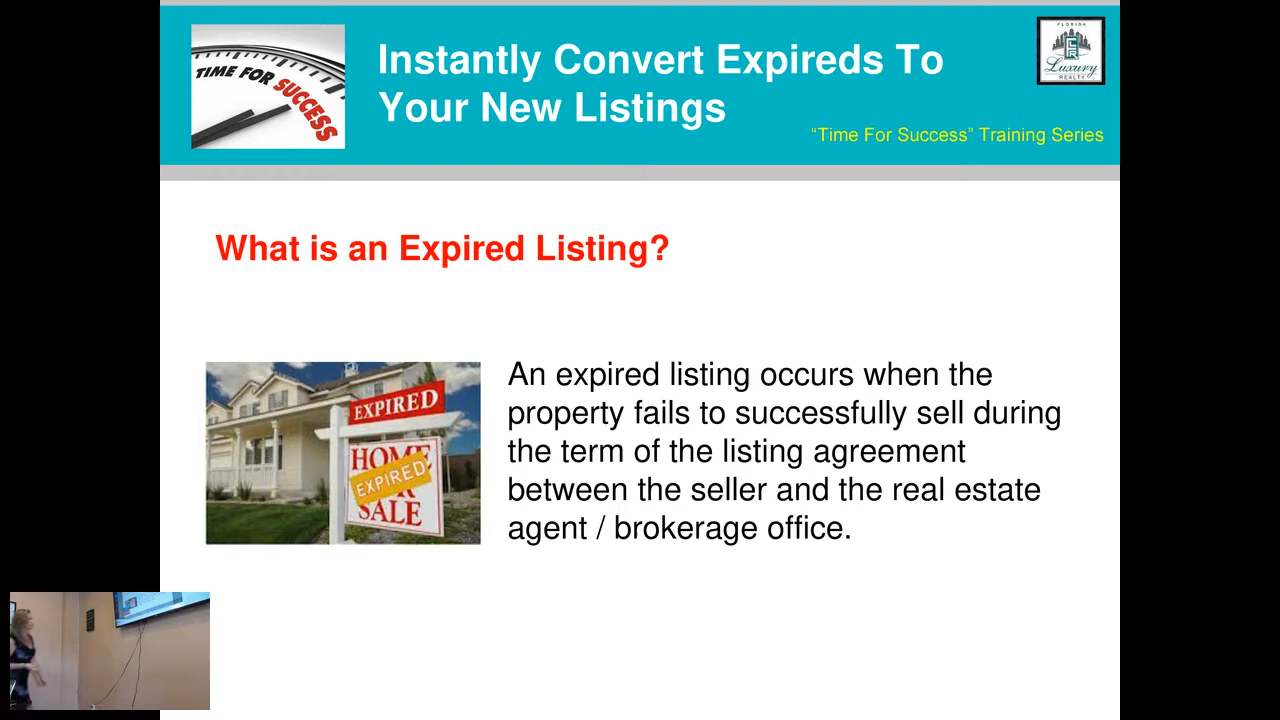 TIME FOR SUCCESS
Instantly Convert Expireds To
Your New Listings
FLORIDA
Luxury
REALTY
“Time For Success” Training Series
What is an Expired Listing?
EXPIRED
HOME
EXPIRED
SALE
An expired listing occurs when the
property fails to successfully sell during
the term of the listing agreement
between the seller and the real estate
agent / brokerage office.